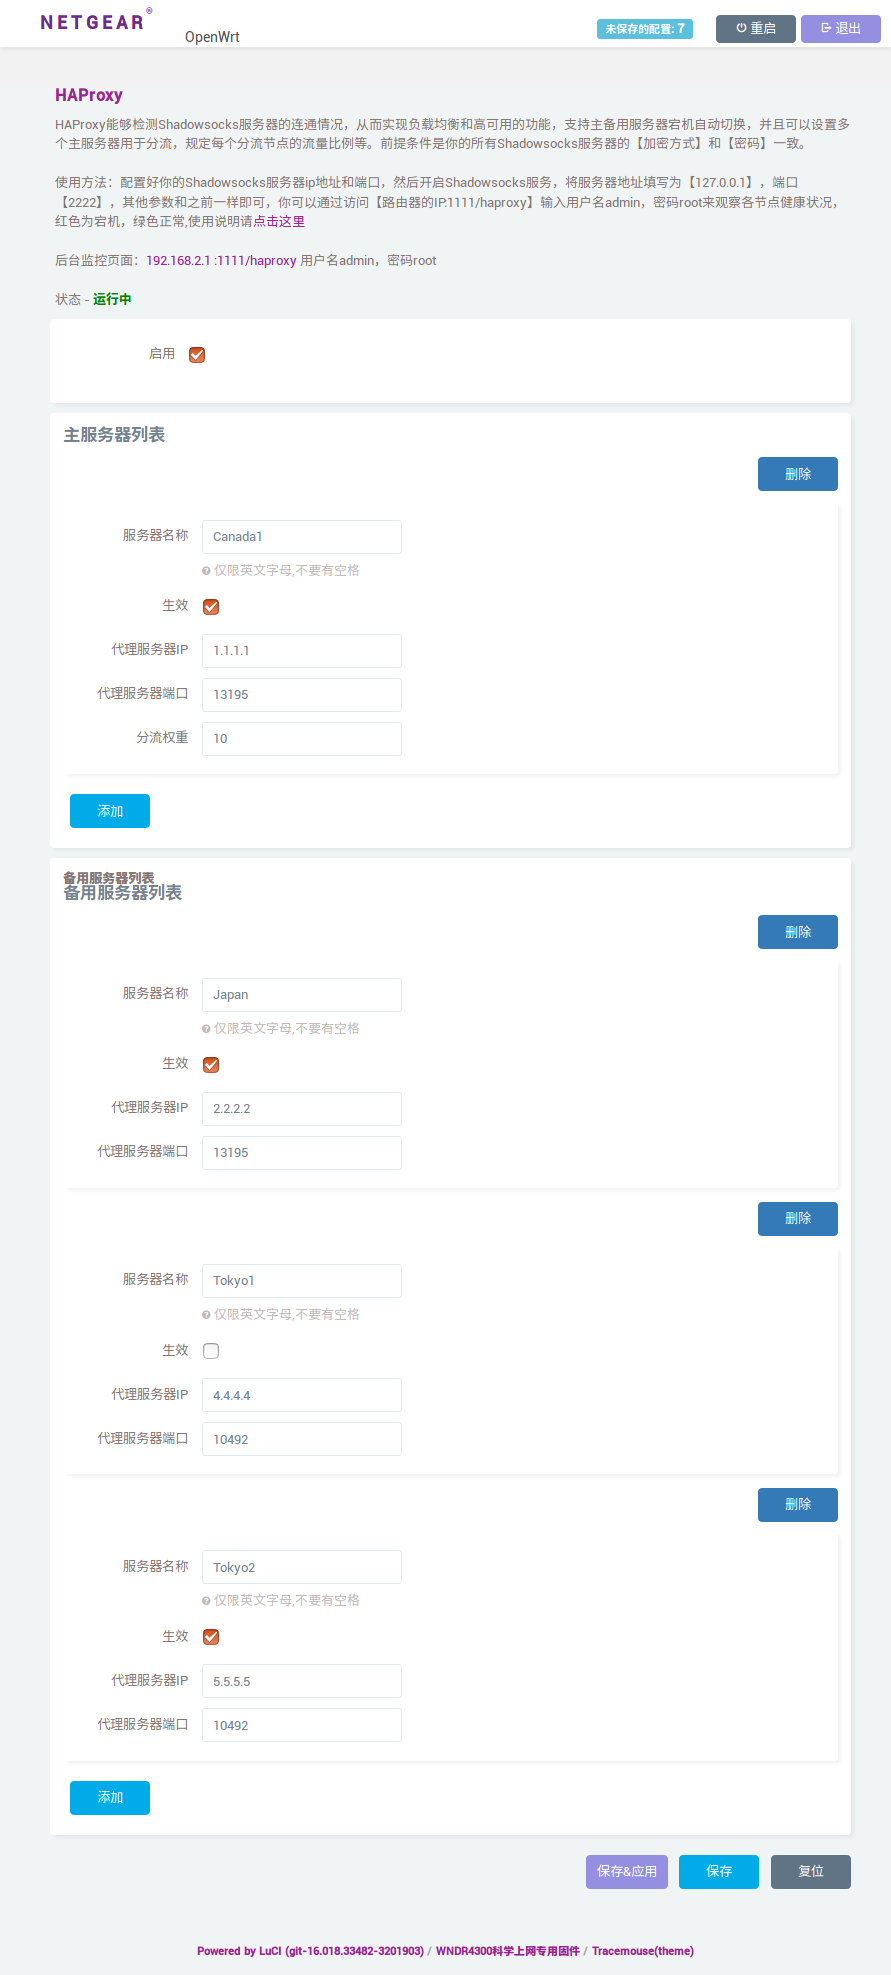 NETGEAR®
OpenWrt
未保存的配置: 7
重启
退出
HAProxy
HAProxy能够检测Shadowsocks服务器的连通情况，从而实现负载均衡和高可用的功能，支持主备用服务器宕机自动切换，并且可以设置多
个主服务器用于分流，规定每个分流节点的流量比例等。前提条件是你的所有Shadowsocks服务器的【加密方式】和【密码】一致。
使用方法：配置好你的Shadowsocks服务器ip地址和端口，然后开启Shadowsocks服务，将服务器地址填写为【127.0.0.1】，端口
【2222】，其他参数和之前一样即可，你可以通过访问【路由器的IP:1111/haproxy】输入用户名admin，密码root来观察各节点健康状况，
红色为宕机，绿色正常,使用说明请点击这里
后台监控页面：192.168.2.1 :1111/haproxy 用户名admin，密码root
状态 - 运行中
启用
主服务器列表
删除
服务器名称 Canada1
仅限英文字母,不要有空格
生效
代理服务器IP 1.1.1.1
代理服务器端口 13195
分流权重 10
添加
备用服务器列表
备用服务器列表
删除
服务器名称 Japan
仅限英文字母,不要有空格
生效
代理服务器IP 2.2.2.2
代理服务器端口 13195
删除
服务器名称 Tokyo1
仅限英文字母,不要有空格
生效
代理服务器IP 4.4.4.4
代理服务器端口 10492
删除
服务器名称 Tokyo2
仅限英文字母,不要有空格
生效
代理服务器IP 5.5.5.5
代理服务器端口 10492
添加
保存&应用 保存 复位
Powered by LuCI (git-16.018.33482-3201903) / WNDR4300科学上网专用固件 / Tracemouse(theme)